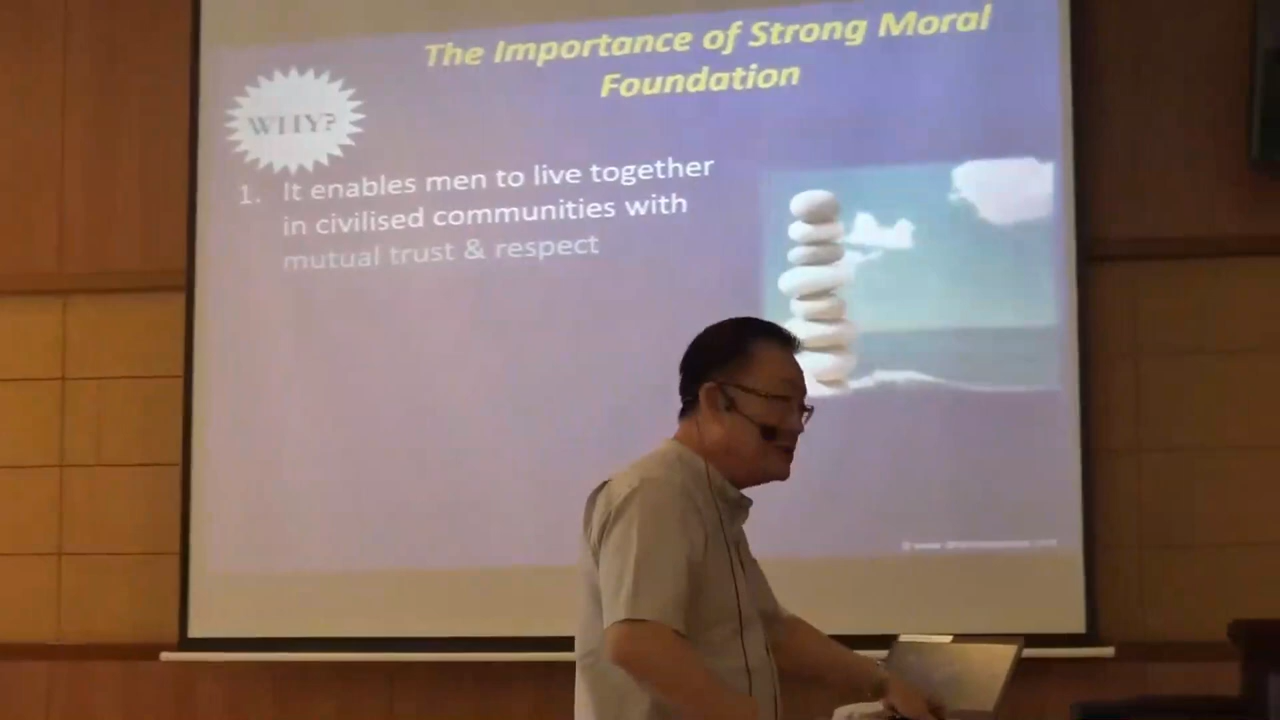 The Importance of Strong Moral
Foundation
WHY?
1. It enables men to live together
in civilised communities with
mutual trust & respect